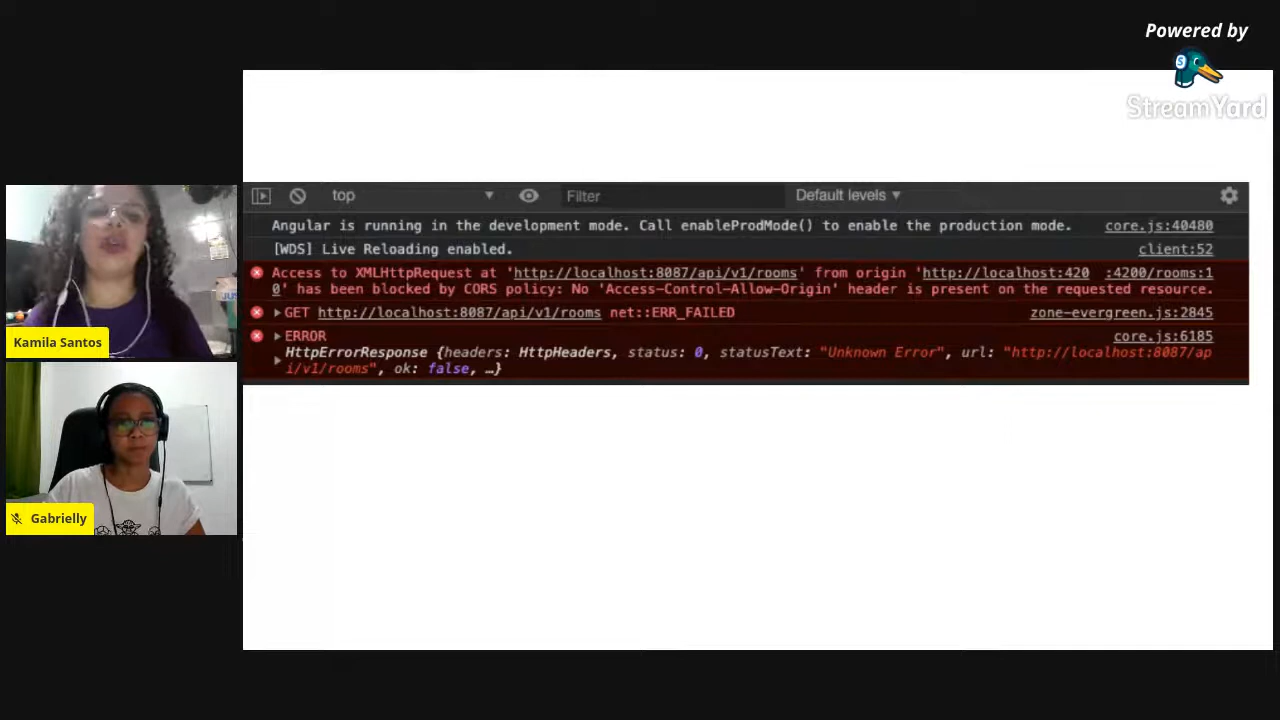 Powered by
StreamYard
top
Filter
Default levels
Angular is running in the development mode. Call enableProdMode() to enable the production mode. core.js:40480
[WDS] Live Reloading enabled. client:52
Access to XMLHttpRequest at 'http://localhost:8087/api/v1/rooms' from origin 'http://localhost:420 :4200/rooms:1
0' has been blocked by CORS policy: No 'Access-Control-Allow-Origin' header is present on the requested resource.
GET http://localhost:8087/api/v1/rooms net::ERR_FAILED zone-evergreen.js:2845
ERROR core.js:6185
HttpErrorResponse {headers: HttpHeaders, status: 0, statusText: "Unknown Error", url: "http://localhost:8087/ap
i/v1/rooms", ok: false, …}
Kamila Santos
Gabrielly